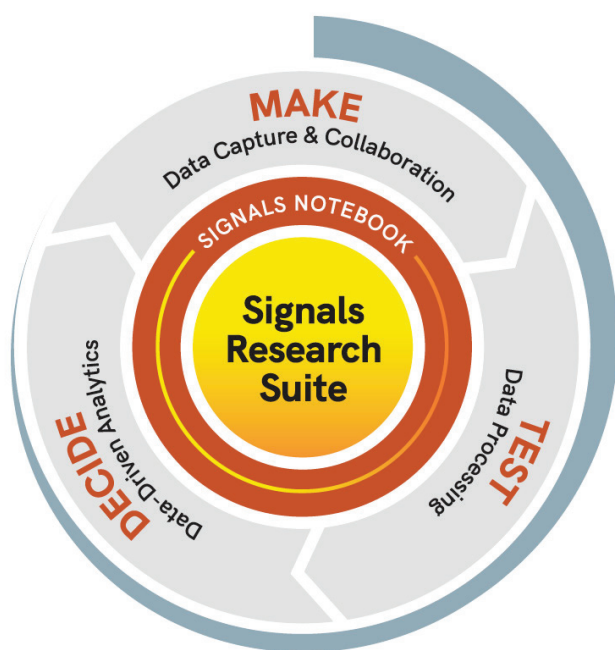 MAKE
Data Capture & Collaboration
SIGNALS NOTEBOOK
Signals
Research
Suite
TEST
Data Processing
DECIDE
Data-Driven Analytics